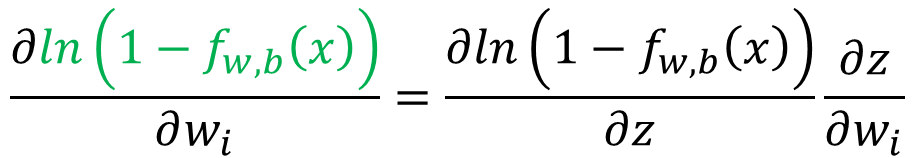 ∂ln(1 − f_{w,b}(x)) / ∂w_i = ∂ln(1 − f_{w,b}(x)) / ∂z ∂z / ∂w_i